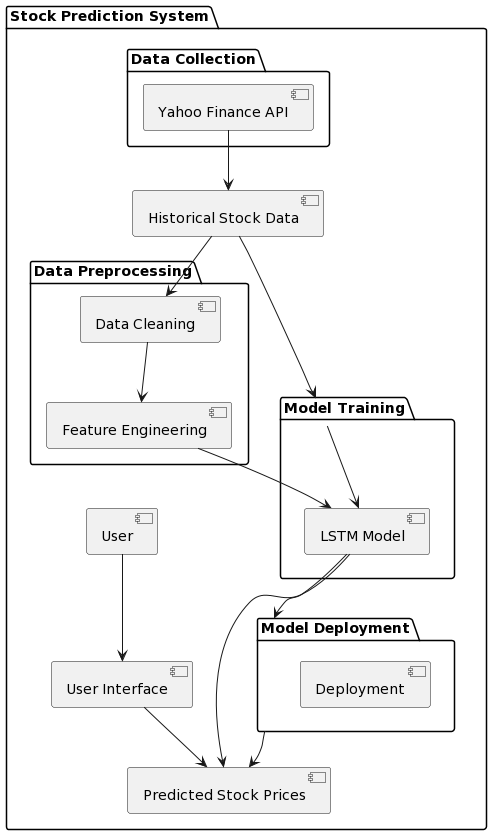 Stock Prediction System
Data Collection
Yahoo Finance API
Historical Stock Data
Data Preprocessing
Data Cleaning
Model Training
Feature Engineering
User
LSTM Model
Model Deployment
User Interface
Deployment
Predicted Stock Prices